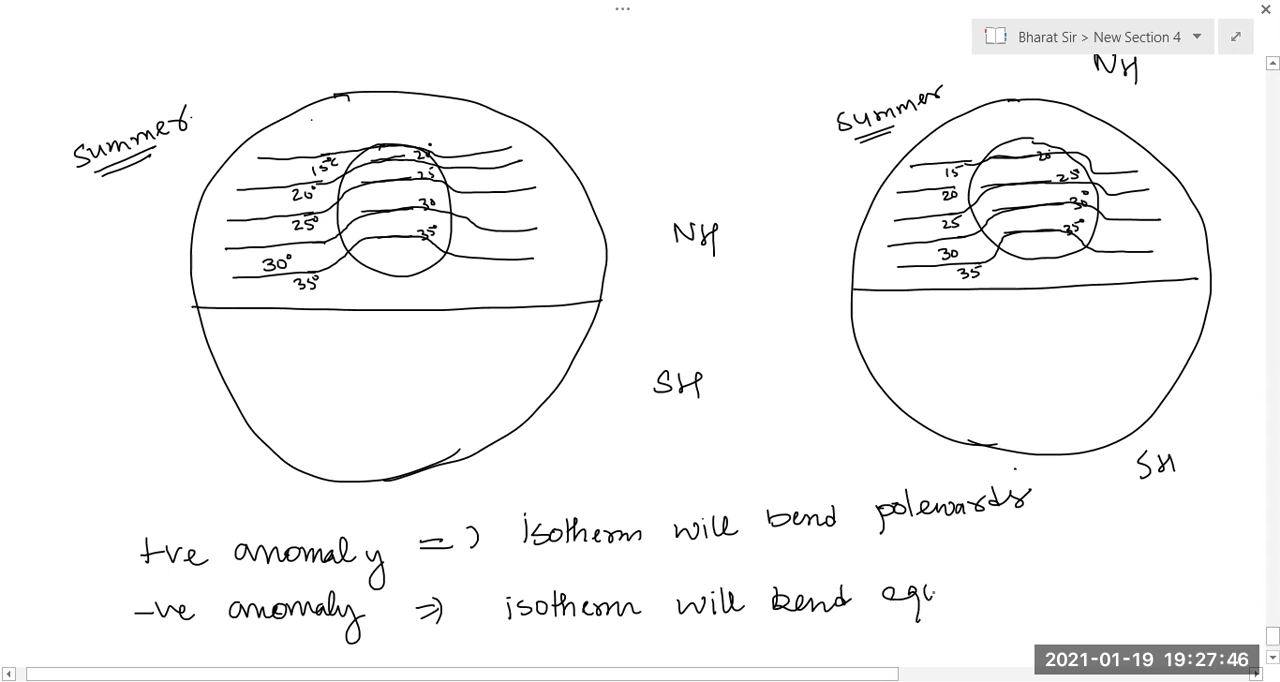 Bharat Sir > New Section 4
NH
Summer
Summer
20°
15°c
25
20°
30
25°
35°
30°
35°
NH
20
15
25°
20
30°
25
35°
30
35
SH
SH
+ve anomaly => isotherm will bend polewards
-ve anomaly => isotherm will bend equ
2021-01-19 19:27:46